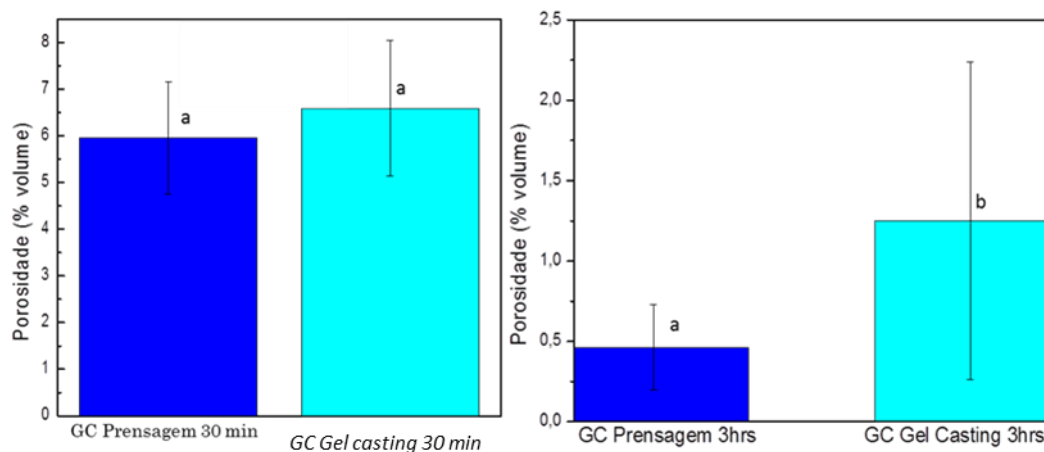 Porosidade (% volume)
8
7
6
5
4
3
2
1
0
a
a
GC Prensagem 30 min
GC Gel casting 30 min
Porosidade (% volume)
2,5
2,0
1,5
1,0
0,5
0,0
a
b
GC Prensagem 3hrs
GC Gel Casting 3hrs